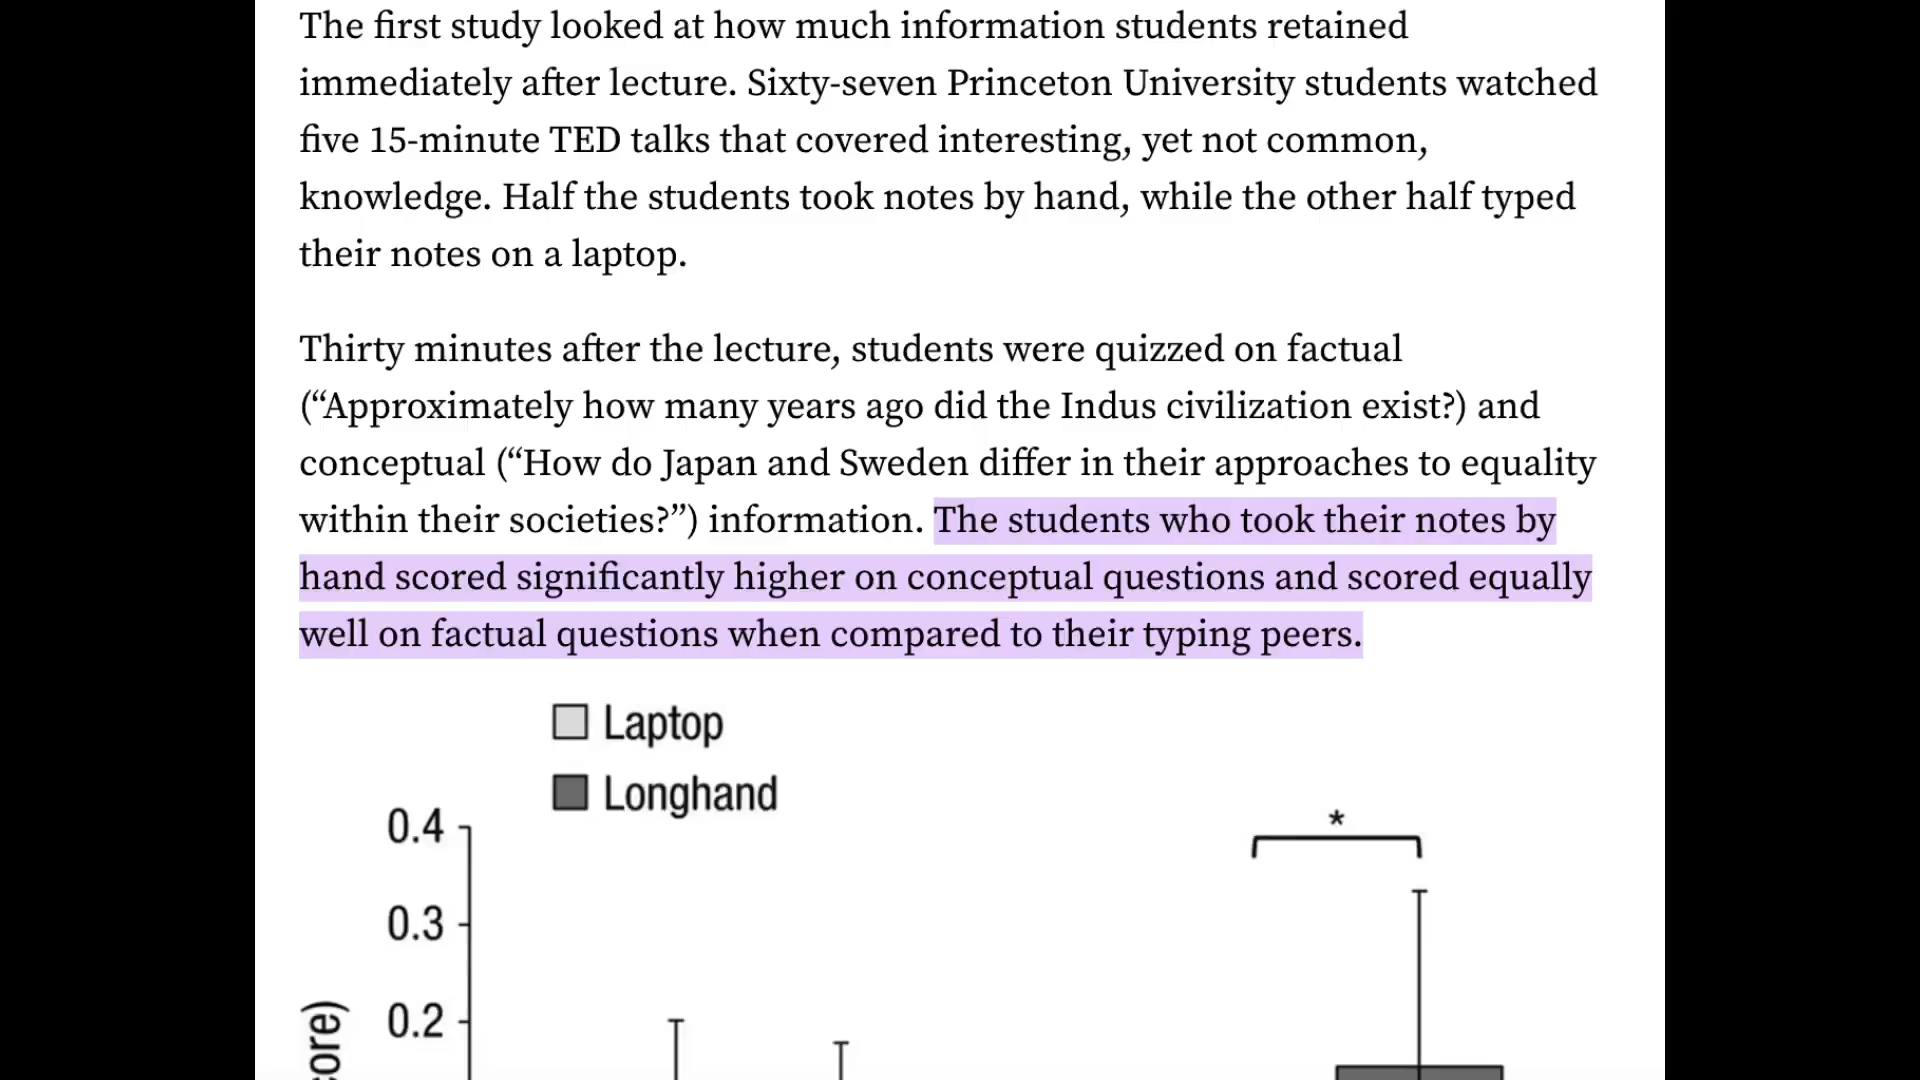 The first study looked at how much information students retained
immediately after lecture. Sixty-seven Princeton University students watched
five 15-minute TED talks that covered interesting, yet not common,
knowledge. Half the students took notes by hand, while the other half typed
their notes on a laptop.
Thirty minutes after the lecture, students were quizzed on factual
(“Approximately how many years ago did the Indus civilization exist?) and
conceptual (“How do Japan and Sweden differ in their approaches to equality
within their societies?”) information. The students who took their notes by
hand scored significantly higher on conceptual questions and scored equally
well on factual questions when compared to their typing peers.
Laptop
Longhand
0.4
*
0.3
0.2
ore)